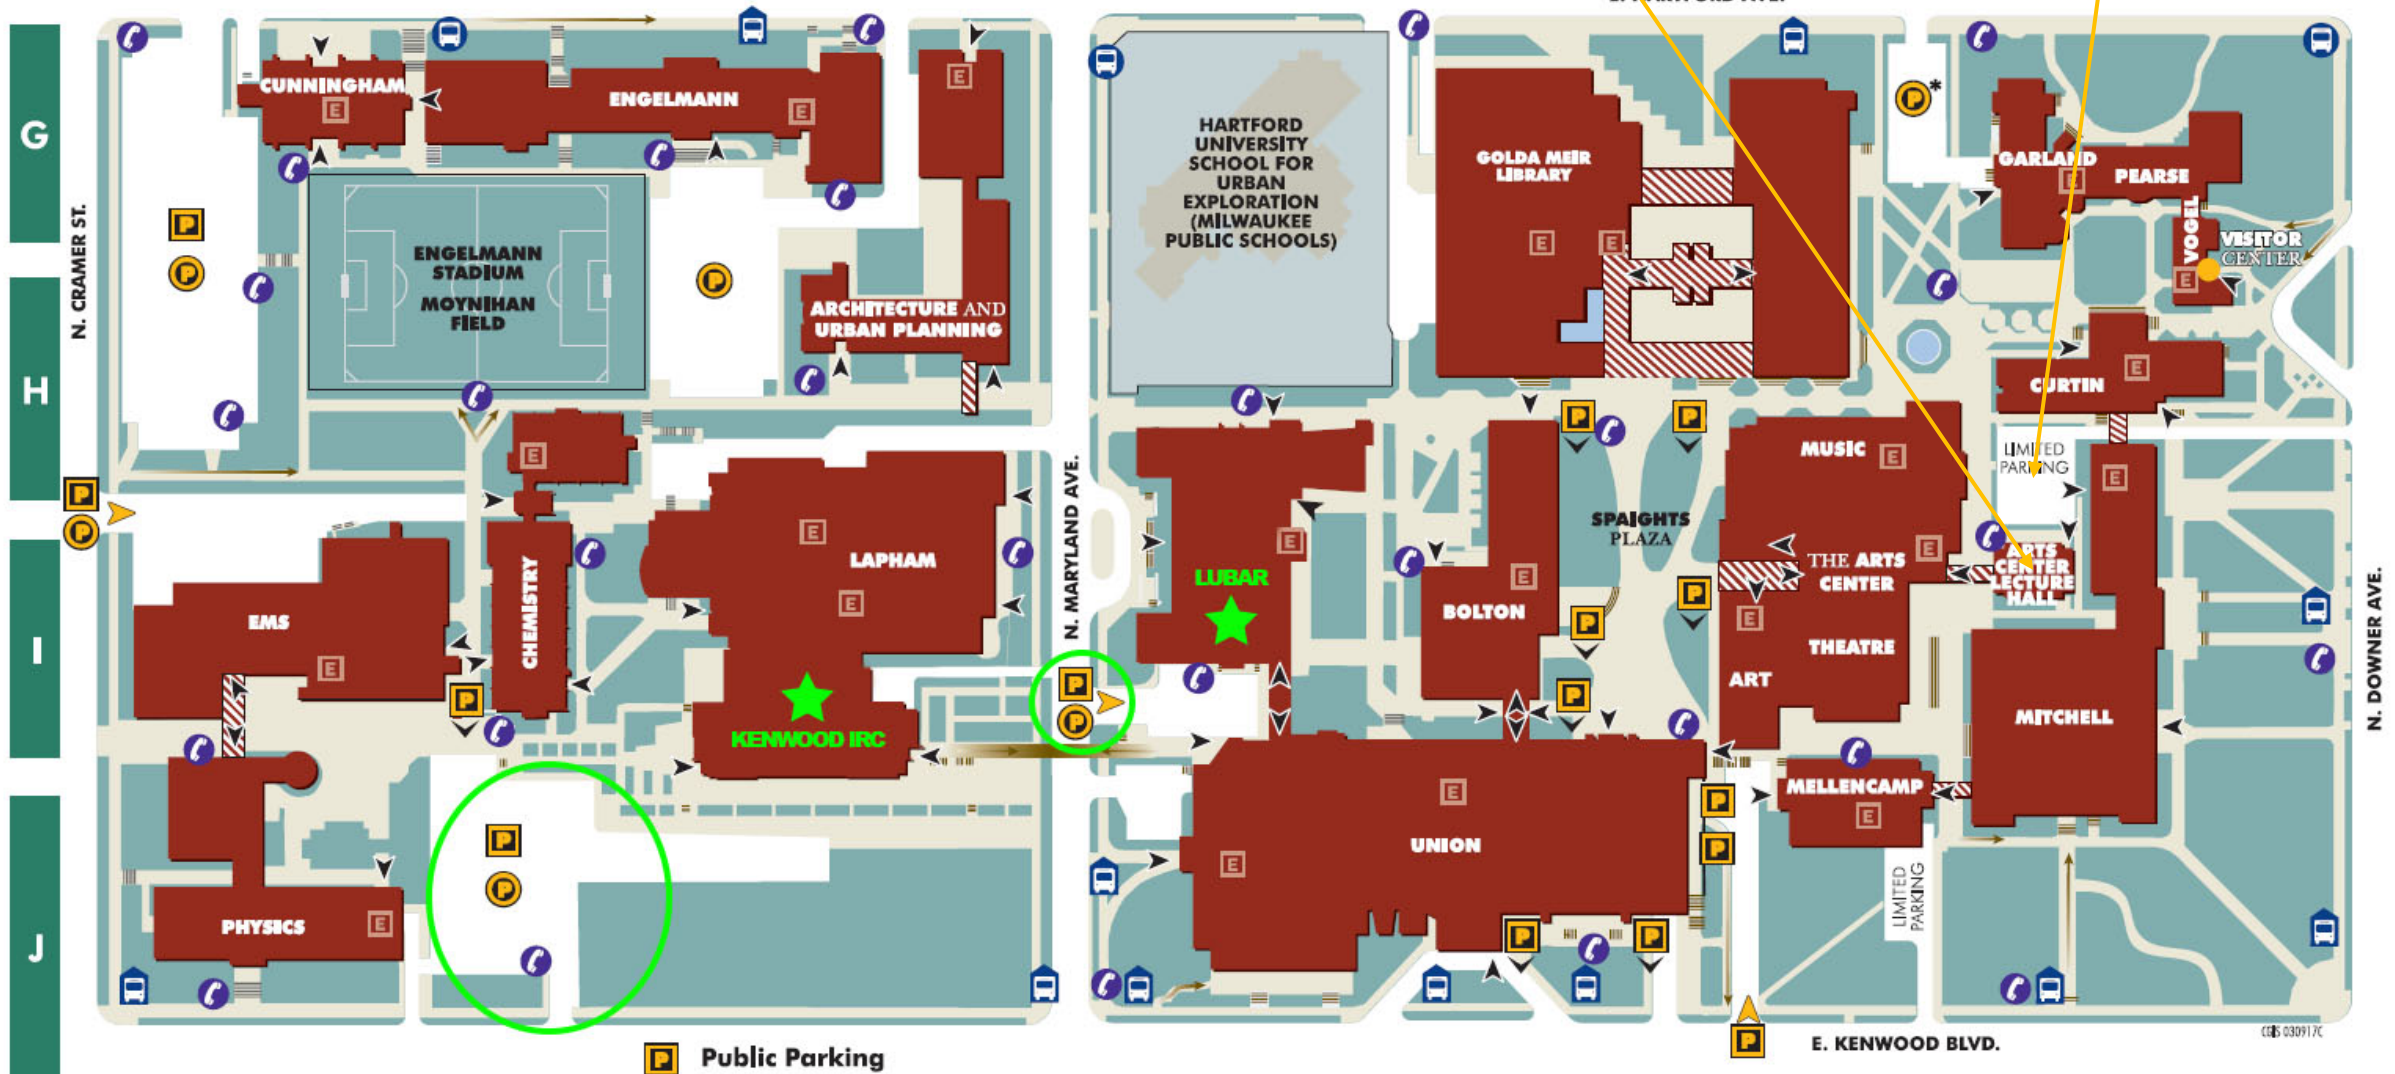 G
H
I
J
N. CRAMER ST.
CUNNINGHAM
E
ENGELMANN
E
E
P
P
ENGELMANN
STADIUM
MOYNIHAN
FIELD
P
ARCHITECTURE AND
URBAN PLANNING
HARTFORD
UNIVERSITY
SCHOOL FOR
URBAN
EXPLORATION
(MILWAUKEE
PUBLIC SCHOOLS)
GOLDA MEIR
LIBRARY
E
E
P*
GARLAND
E
PEARSE
VOGEL
E
VISITOR
CENTER
CURTIN
E
P
P
E
CHEMISTRY
EMS
E
P
E
LAPHAM
E
KENWOOD IRC
N. MARYLAND AVE.
P
P
E
LUBAR
E
BOLTON
P
P
SPAIGHTS
PLAZA
P
P
P
MUSIC
E
THE ARTS
CENTER
E
E
THEATRE
ART
LIMITED
PARKING
E
ARTS
CENTER
LECTURE
HALL
MITCHELL
N. DOWNER AVE.
PHYSICS
E
P
P
UNION
E
E
P
P
P
P
MELLENCAMP
E
LIMITED
PARKING
P
E. KENWOOD BLVD.
P Public Parking
CGIS 030917C